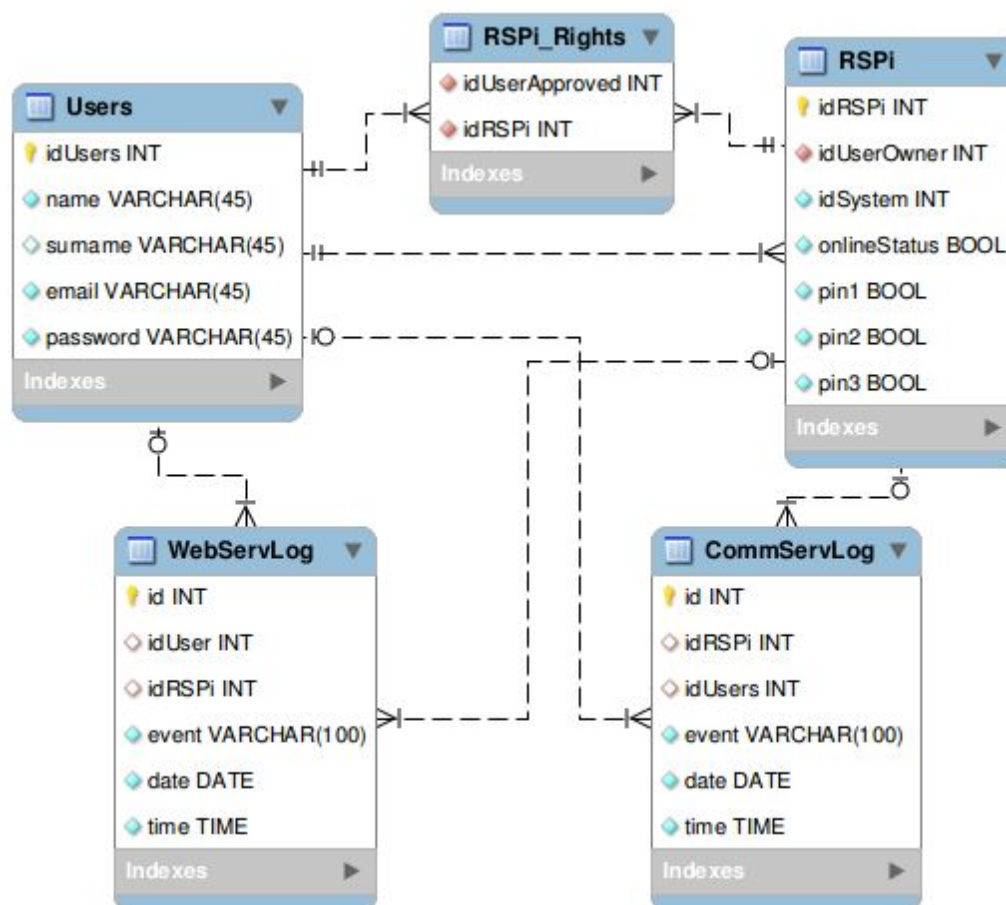 RSPi_Rights
idUserApproved INT
idRSPi INT
Indexes
Users
idUsers INT
name VARCHAR(45)
surname VARCHAR(45)
email VARCHAR(45)
password VARCHAR(45)
Indexes
RSPi
idRSPi INT
idUserOwner INT
idSystem INT
onlineStatus BOOL
pin1 BOOL
pin2 BOOL
pin3 BOOL
Indexes
WebServLog
id INT
idUser INT
idRSPi INT
event VARCHAR(100)
date DATE
time TIME
Indexes
CommServLog
id INT
idRSPi INT
idUsers INT
event VARCHAR(100)
date DATE
time TIME
Indexes